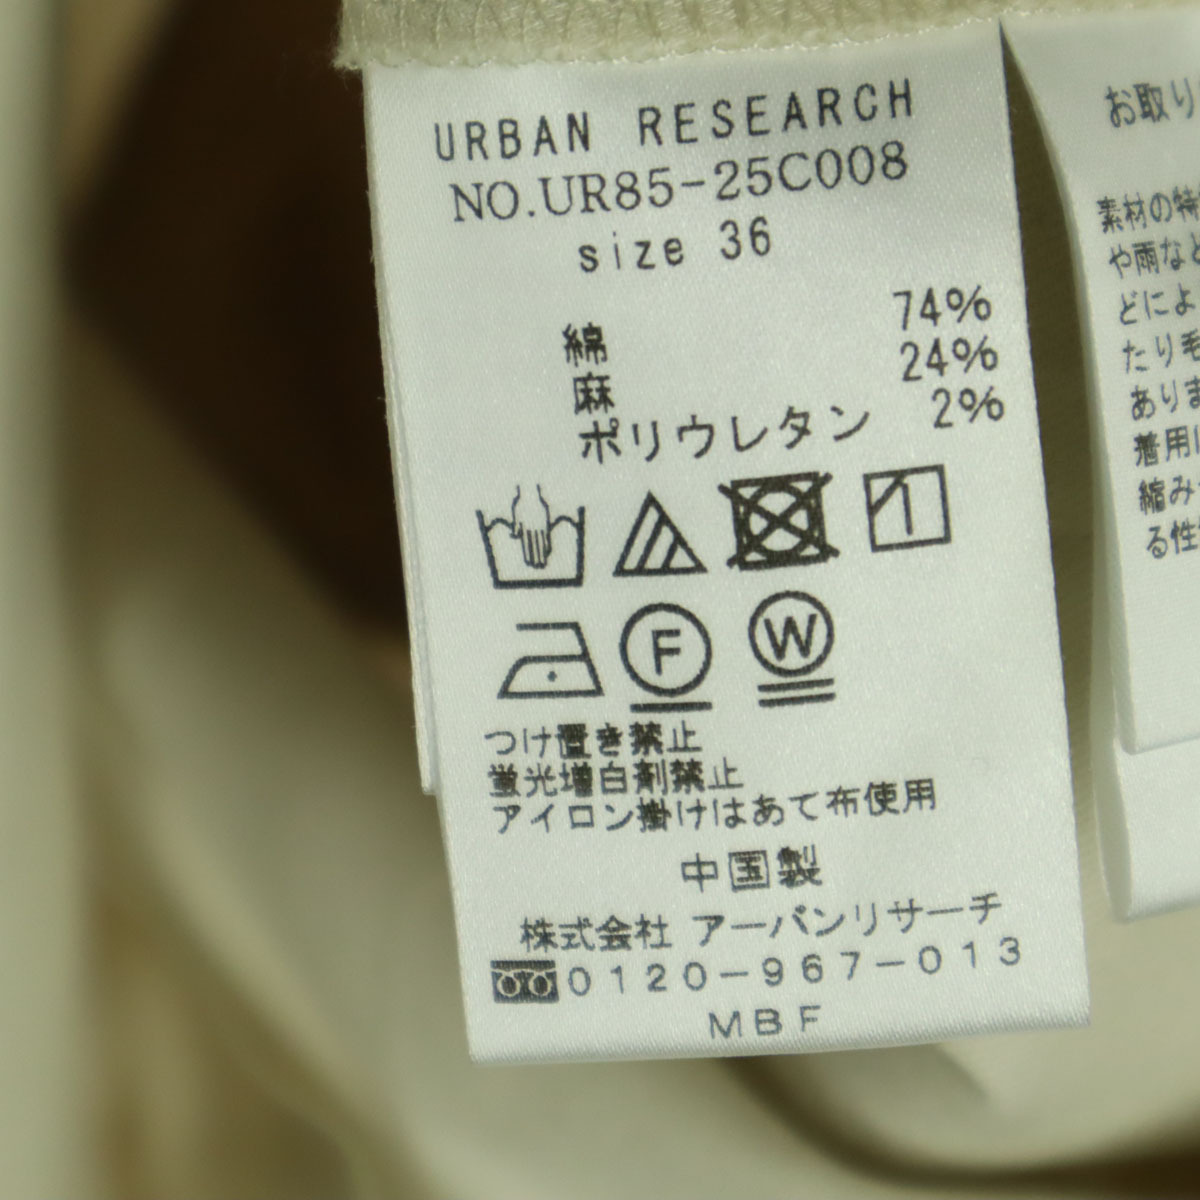 URBAN RESEARCH
NO.UR85-25C008
size 36
綿 74%
麻 24%
ポリウレタン 2%
F W
つけ置き禁止
蛍光増白剤禁止
アイロン掛けはあて布使用
中国製
株式会社 アーバンリサーチ
0120-967-013
MBF
お取り
素材の特
や雨など
どによ
たり毛
ありま
着用
縮み
る性